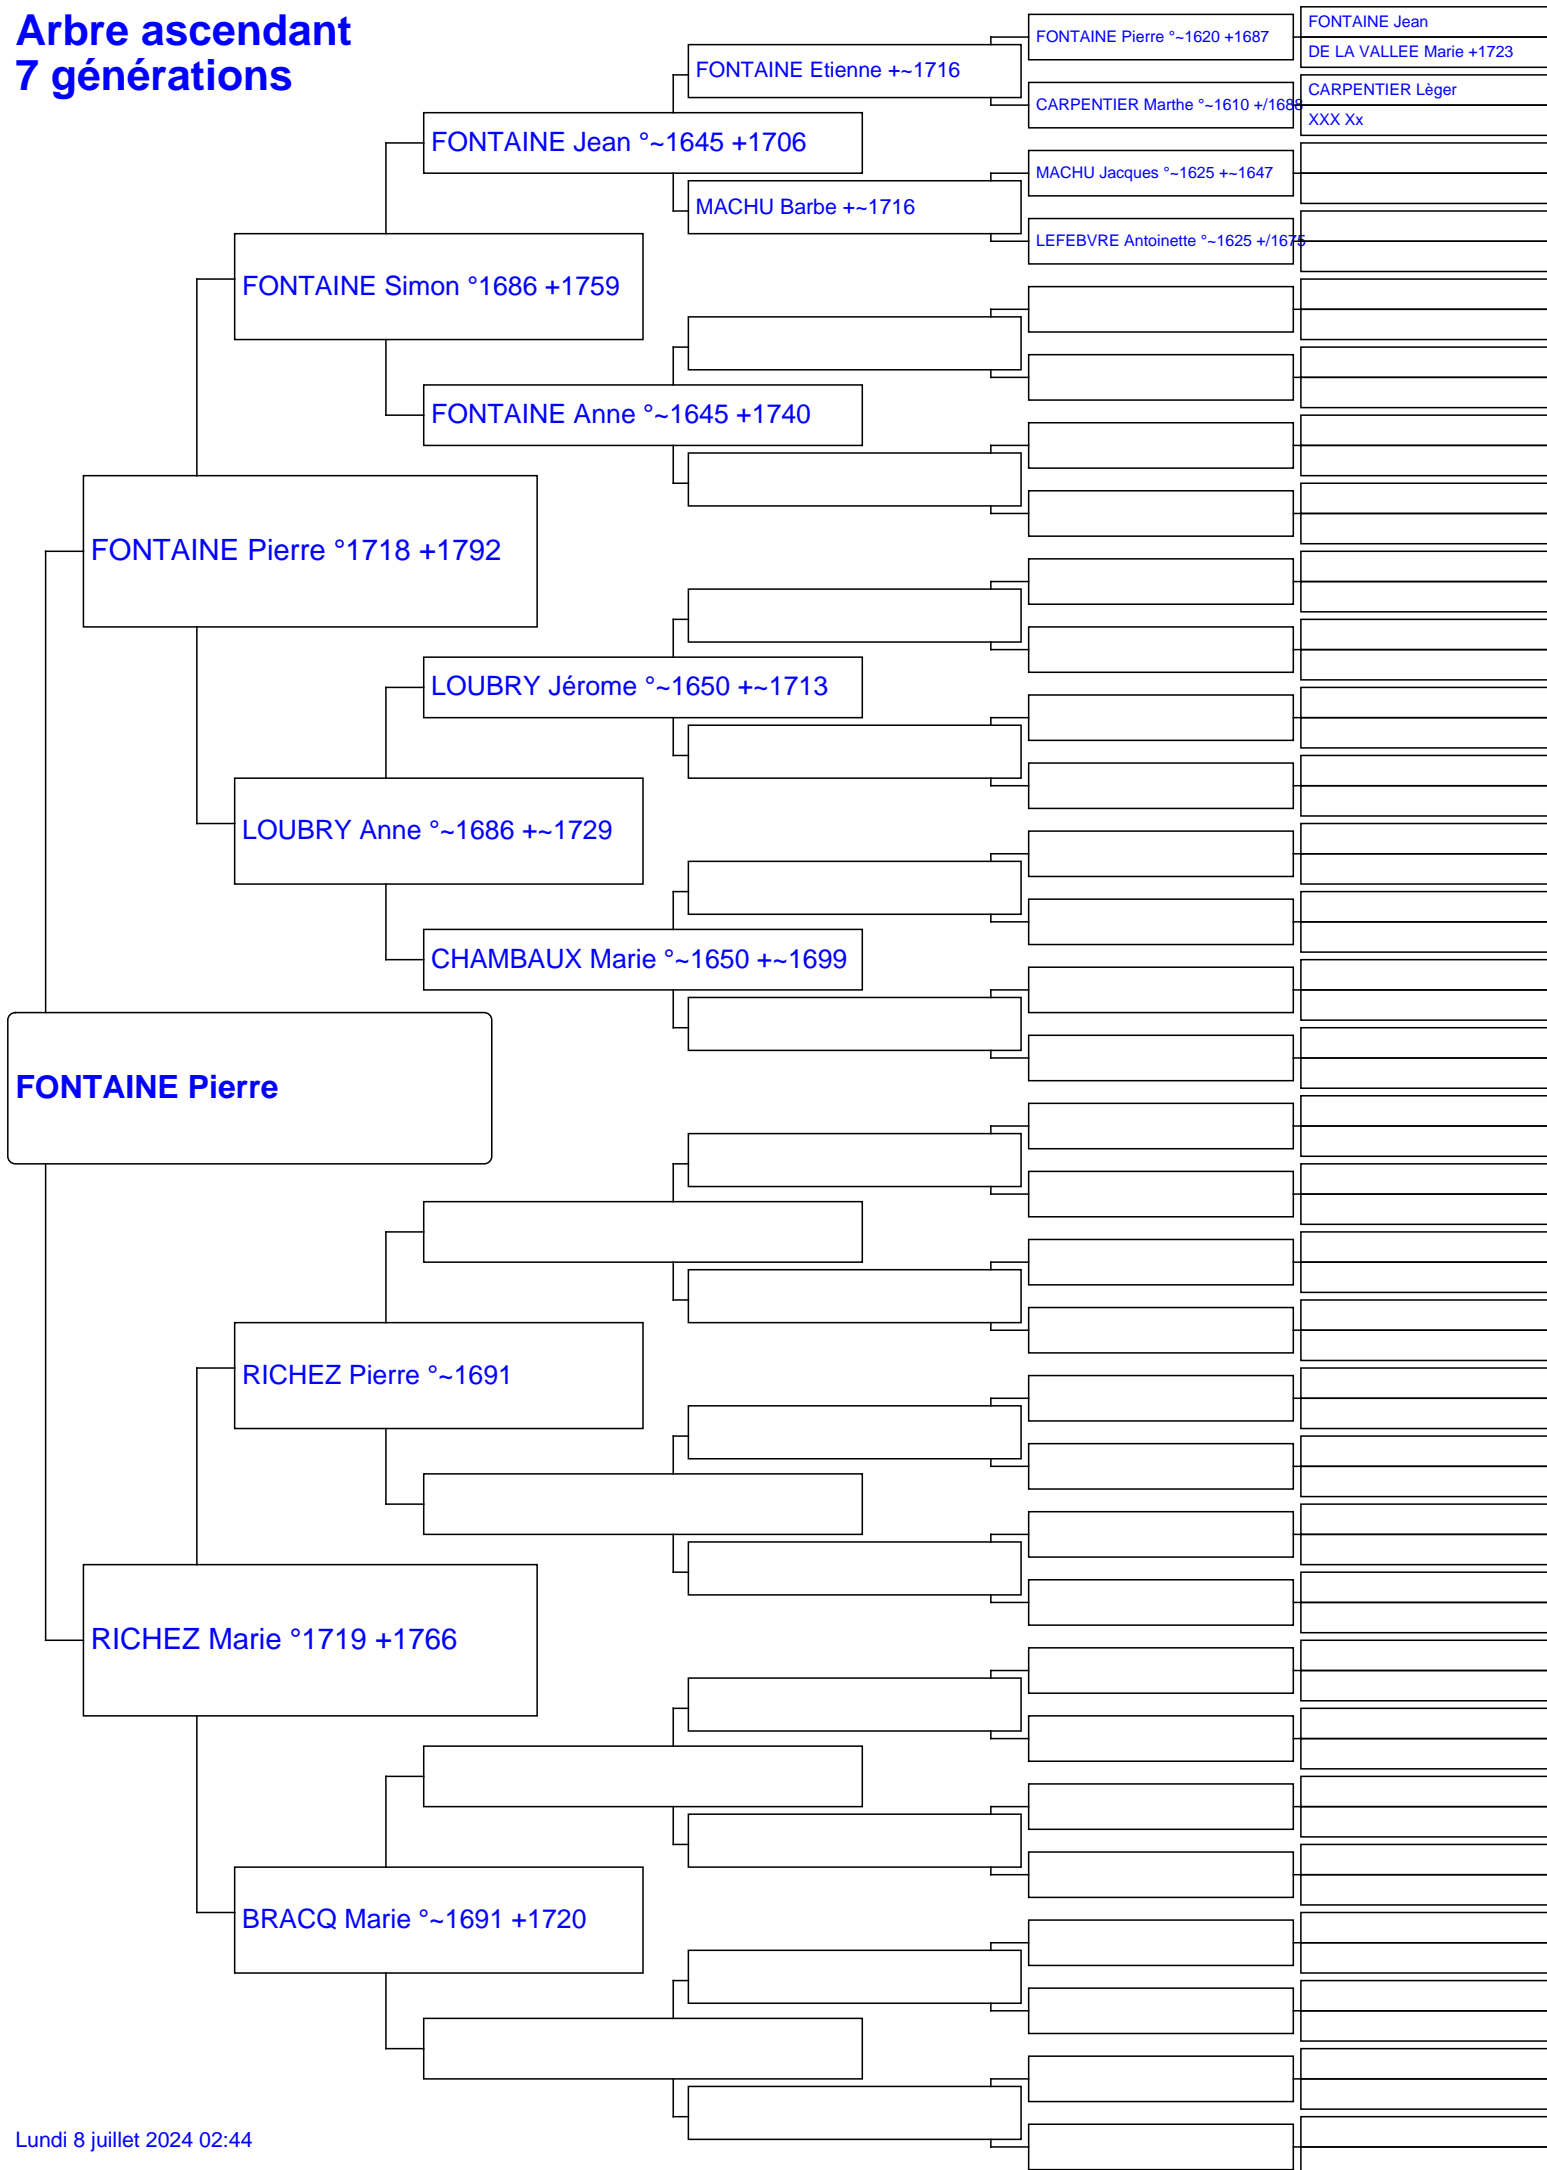 Arbre ascendant
7 générations
FONTAINE Pierre °~1620 +1687
FONTAINE Jean
DE LA VALLEE Marie +1723
FONTAINE Etienne +~1716
CARPENTIER Marthe °~1610 +/1688
CARPENTIER Lèger
XXX Xx
FONTAINE Jean °~1645 +1706
MACHU Jacques °~1625 +~1647
MACHU Barbe +~1716
LEFEBVRE Antoinette °~1625 +/1675
FONTAINE Simon °1686 +1759
FONTAINE Anne °~1645 +1740
FONTAINE Pierre °1718 +1792
LOUBRY Jérome °~1650 +~1713
LOUBRY Anne °~1686 +~1729
CHAMBAUX Marie °~1650 +~1699
FONTAINE Pierre
RICHEZ Pierre °~1691
RICHEZ Marie °1719 +1766
BRACQ Marie °~1691 +1720
Lundi 8 juillet 2024 02:44